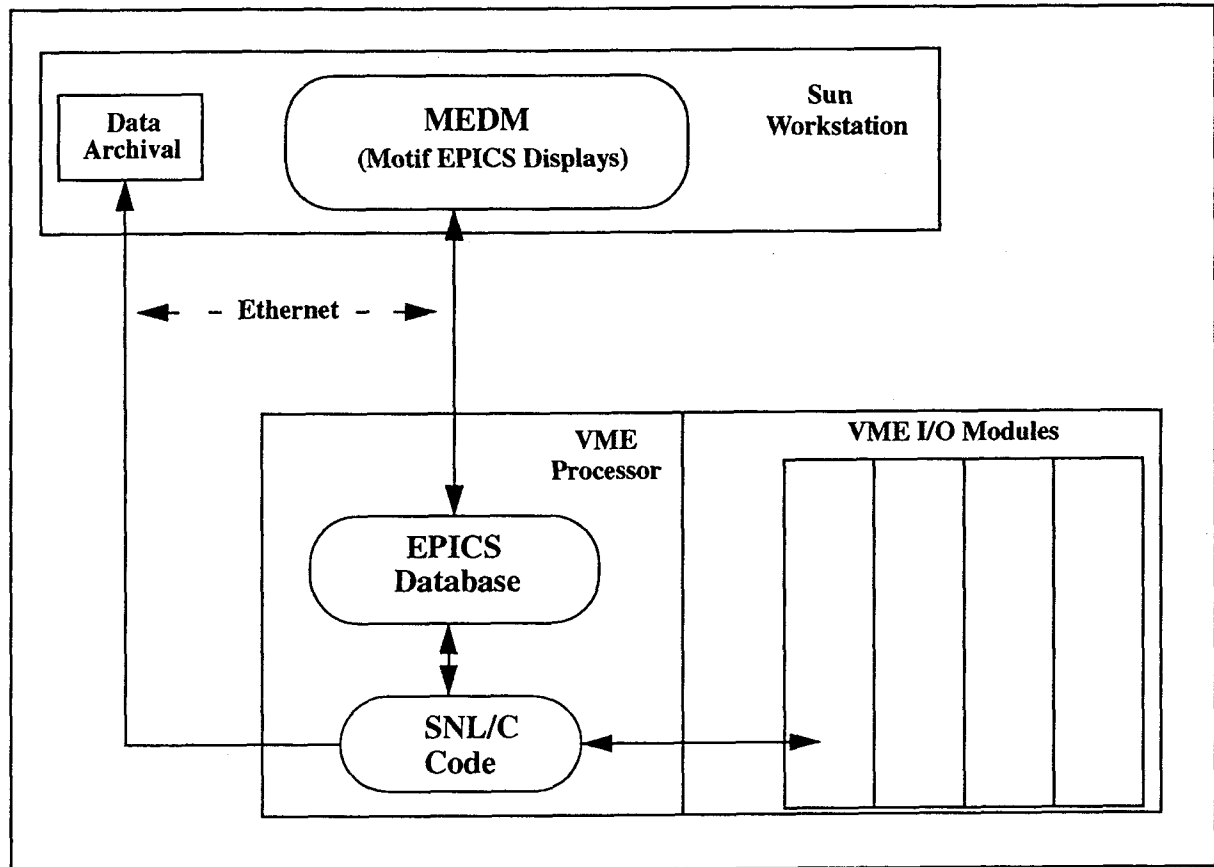 Data
Archival
MEDM
(Motif EPICS Displays)
Sun
Workstation
Ethernet
VME
Processor
VME I/O Modules
EPICS
Database
SNL/C
Code